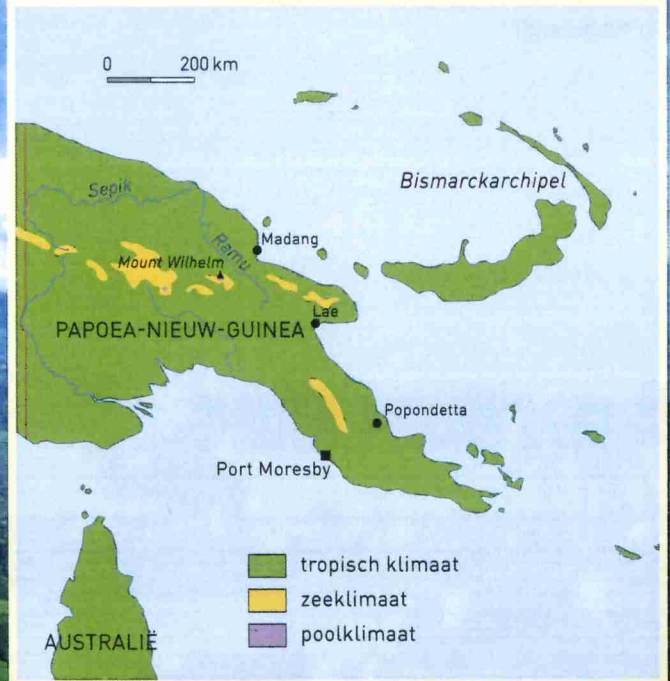 0 200 km
Bismarckarchipel
Sepik
Ramu
Madang
Mount Wilhelm
Lae
PAPOEA-NIEUW-GUINEA
Popondetta
Port Moresby
tropisch klimaat
zeeklimaat
poolklimaat
AUSTRALIË